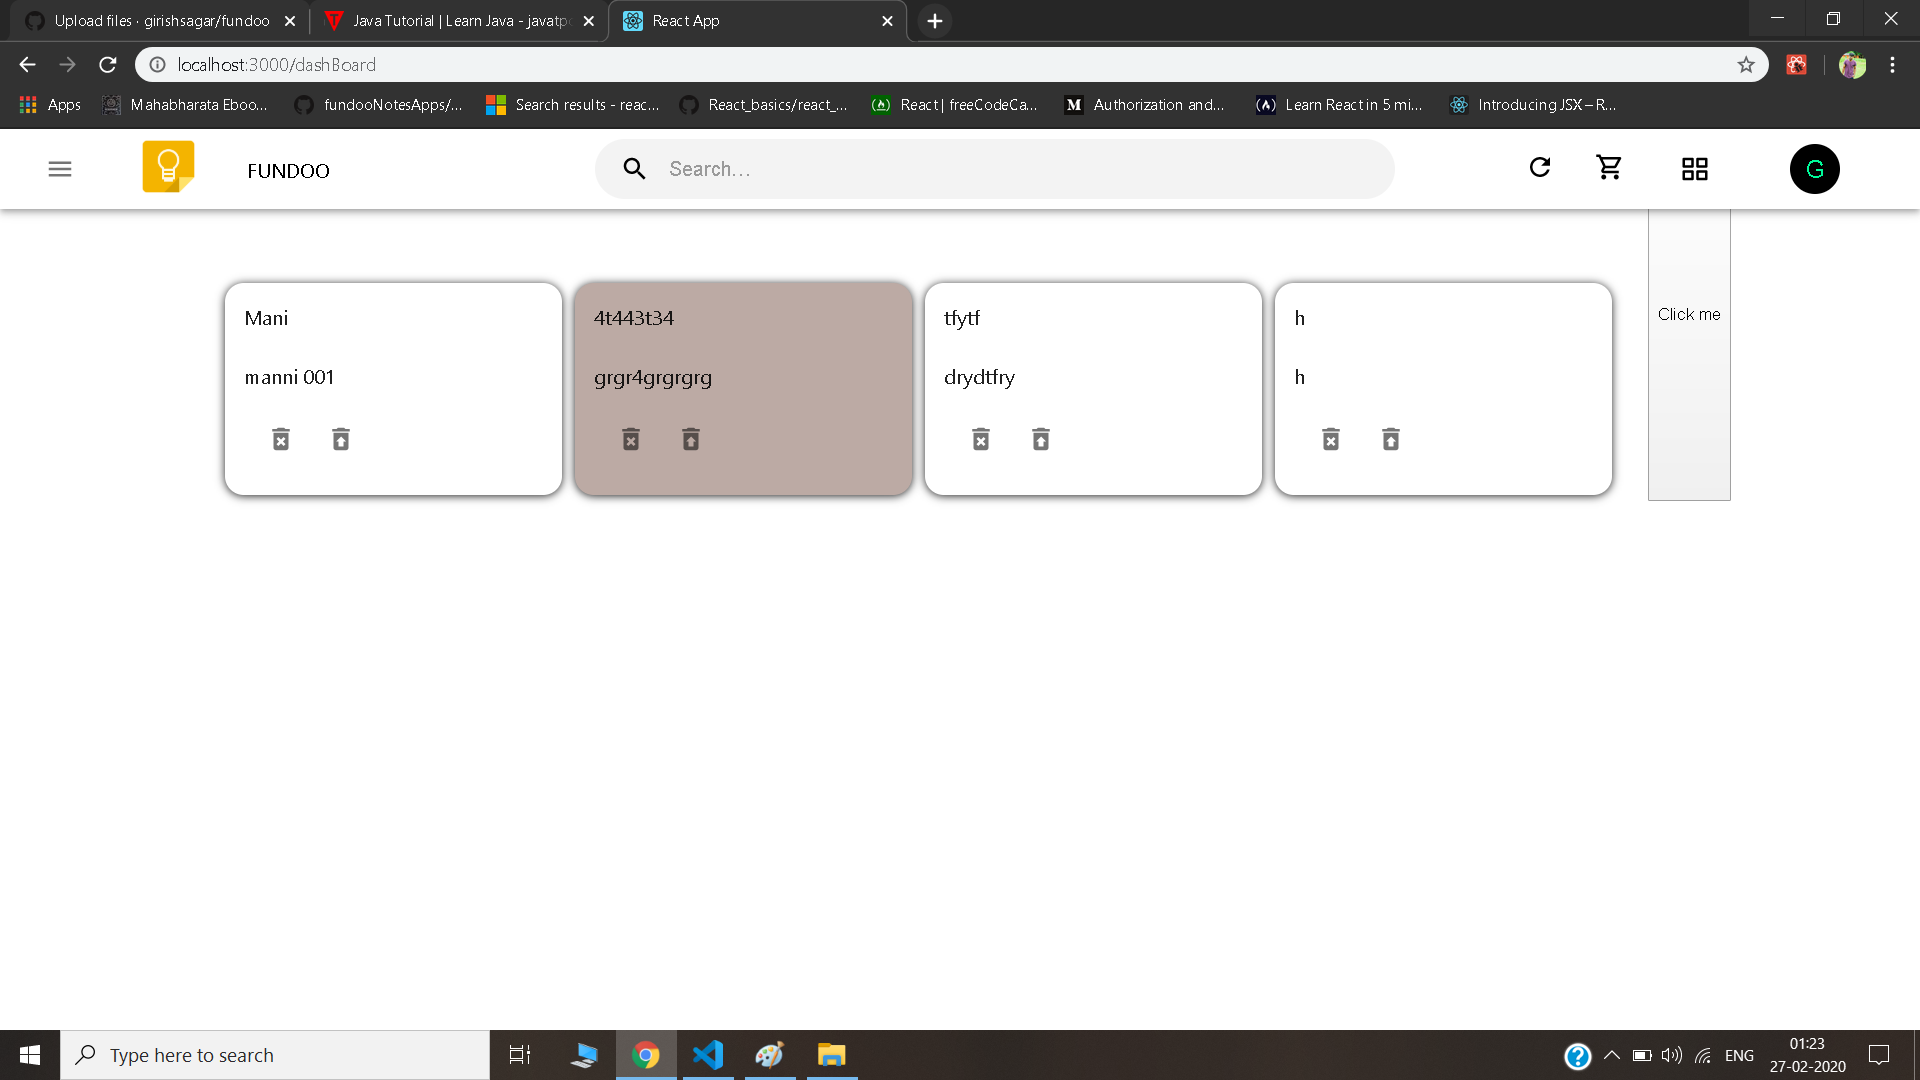 Upload files · girishsagar/fundoo
Java Tutorial | Learn Java - javatpo
React App
localhost:3000/dashBoard
Apps
Mahabharata Eboo...
fundooNotesApps/...
Search results - reac...
React_basics/react_...
React | freeCodeCa...
Authorization and...
Learn React in 5 mi...
Introducing JSX – R...
FUNDOO
Search...
G
Mani
manni 001
4t443t34
grgr4grgrgrg
tfytf
drydtfry
h
h
Click me
Type here to search
ENG
01:23
27-02-2020